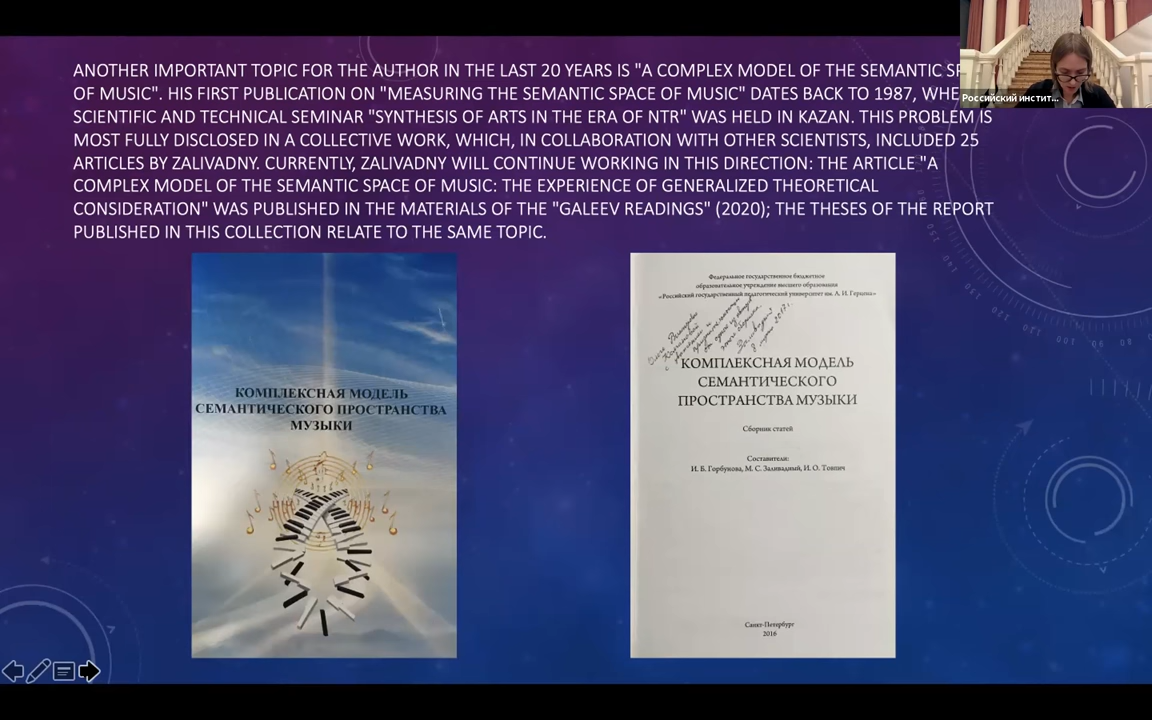 ANOTHER IMPORTANT TOPIC FOR THE AUTHOR IN THE LAST 20 YEARS IS "A COMPLEX MODEL OF THE SEMANTIC
OF MUSIC". HIS FIRST PUBLICATION ON "MEASURING THE SEMANTIC SPACE OF MUSIC" DATES BACK TO 1987,
SCIENTIFIC AND TECHNICAL SEMINAR "SYNTHESIS OF ARTS IN THE ERA OF NTR" WAS HELD IN KAZAN. THIS PROBLEM IS
MOST FULLY DISCLOSED IN A COLLECTIVE WORK, WHICH, IN COLLABORATION WITH OTHER SCIENTISTS, INCLUDED 25
ARTICLES BY ZALIVADNY. CURRENTLY, ZALIVADNY WILL CONTINUE WORKING IN THIS DIRECTION: THE ARTICLE "A
COMPLEX MODEL OF THE SEMANTIC SPACE OF MUSIC: THE EXPERIENCE OF GENERALIZED THEORETICAL
CONSIDERATION" WAS PUBLISHED IN THE MATERIALS OF THE "GALEEV READINGS" (2020); THE THESES OF THE REPORT
PUBLISHED IN THIS COLLECTION RELATE TO THE SAME TOPIC.
Российский инстит...
КОМПЛЕКСНАЯ МОДЕЛЬ
СЕМАНТИЧЕСКОГО ПРОСТРАНСТВА
МУЗЫКИ
Федеральное государственное бюджетное
образовательное учреждение высшего образования
«Российский государственный педагогический университет им. А. И. Герцена»
КОМПЛЕКСНАЯ МОДЕЛЬ
СЕМАНТИЧЕСКОГО
ПРОСТРАНСТВА МУЗЫКИ
Сборник статей
Составители:
И. Б. Горбунова, М. С. Заливадный, И. О. Товпич
Санкт-Петербург
2016